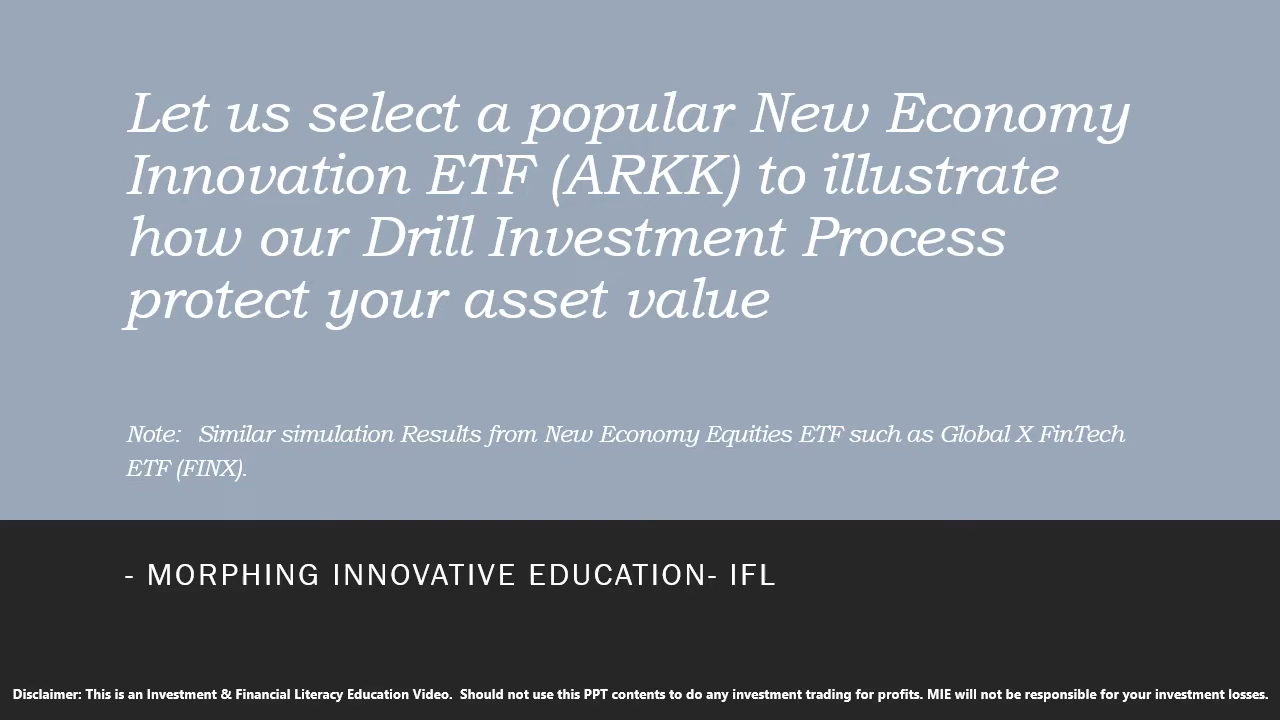 Let us select a popular New Economy
Innovation ETF (ARKK) to illustrate
how our Drill Investment Process
protect your asset value
Note:  Similar simulation Results from New Economy Equities ETF such as Global X FinTech
ETF (FINX).
- MORPHING INNOVATIVE EDUCATION- IFL
Disclaimer: This is an Investment & Financial Literacy Education Video.  Should not use this PPT contents to do any investment trading for profits. MIE will not be responsible for your investment losses.